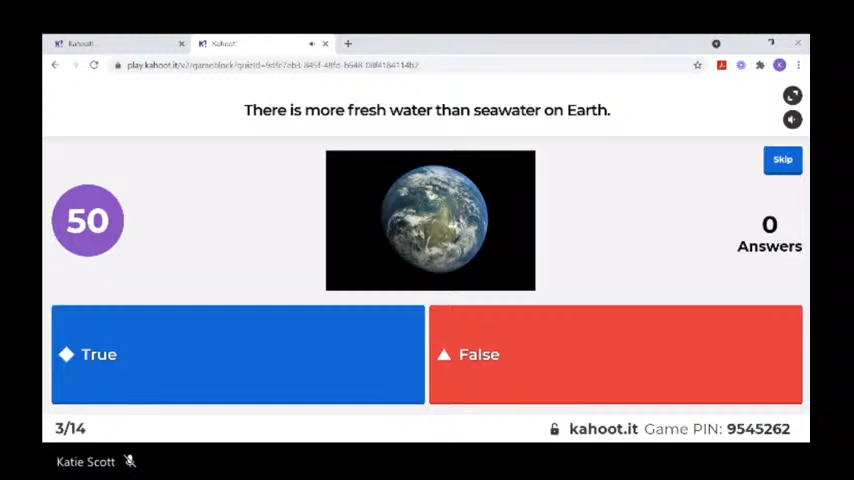 Kahoot!
Kahoot!
There is more fresh water than seawater on Earth.
Skip
50
0
Answers
True
False
3/14
kahoot.it Game PIN: 9545262
Katie Scott